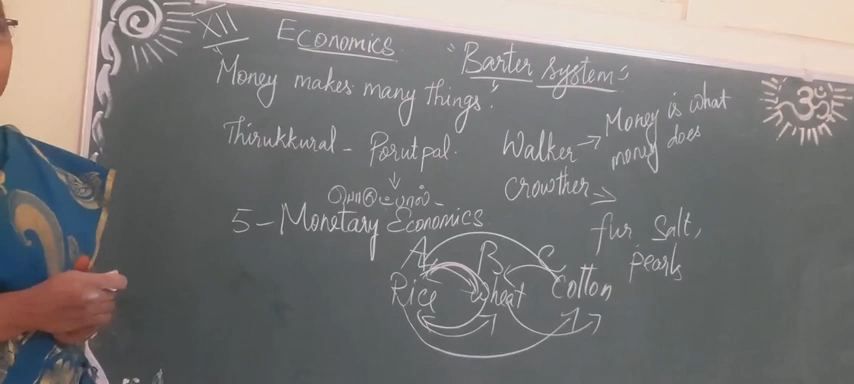 XII Economics "Barter System"
"Money makes many things".
Thirukkural - Porutpal.
பொருட்பால்
5 - Monetary Economics
Walker → Money is what money does
Crowther →
fur, Salt, pearls
A B C
Rice Wheat Cotton
ॐ